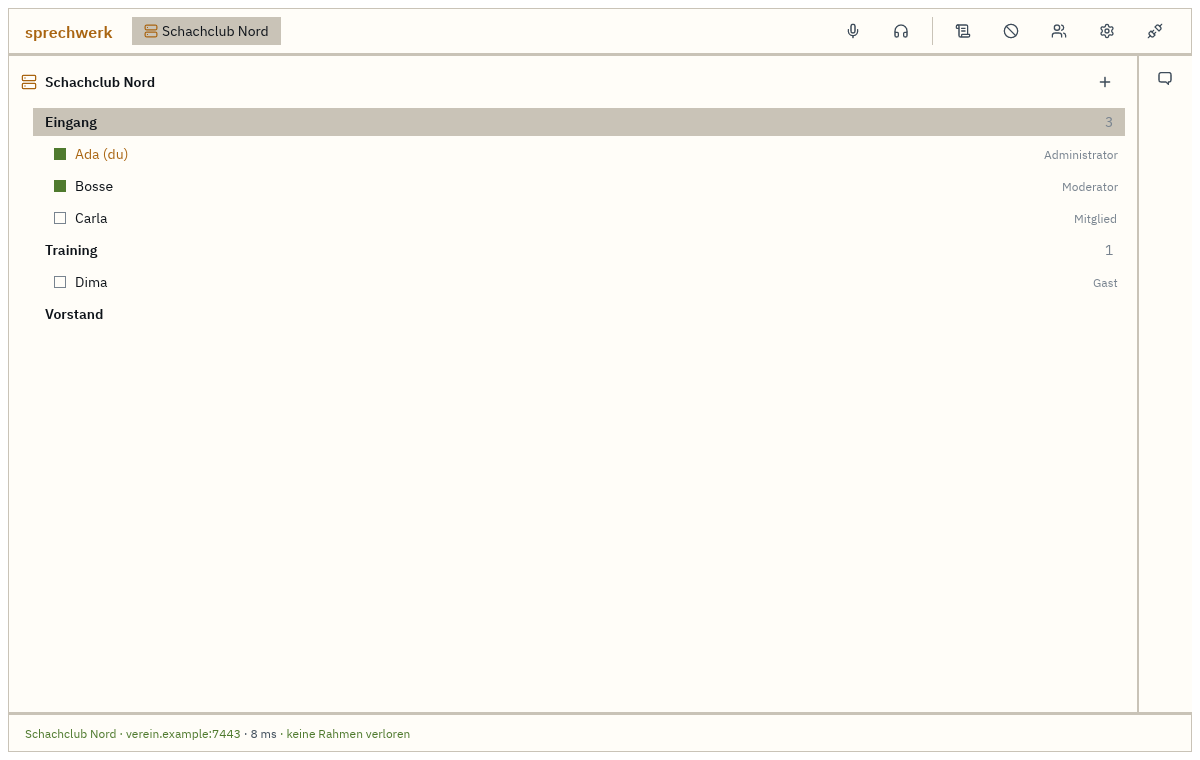 sprechwerk Schachclub Nord
Schachclub Nord
Eingang 3
Ada (du) Administrator
Bosse Moderator
Carla Mitglied
Training 1
Dima Gast
Vorstand
Schachclub Nord · verein.example:7443 · 8 ms · keine Rahmen verloren